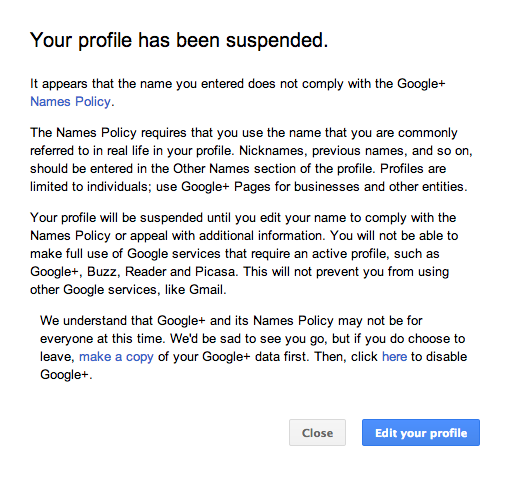 Your profile has been suspended.
It appears that the name you entered does not comply with the Google+
Names Policy.
The Names Policy requires that you use the name that you are commonly
referred to in real life in your profile. Nicknames, previous names, and so on,
should be entered in the Other Names section of the profile. Profiles are
limited to individuals; use Google+ Pages for businesses and other entities.
Your profile will be suspended until you edit your name to comply with the
Names Policy or appeal with additional information. You will not be able to
make full use of Google services that require an active profile, such as
Google+, Buzz, Reader and Picasa. This will not prevent you from using
other Google services, like Gmail.
We understand that Google+ and its Names Policy may not be for
everyone at this time. We'd be sad to see you go, but if you do choose to
leave, make a copy of your Google+ data first. Then, click here to disable
Google+.
Close Edit your profile